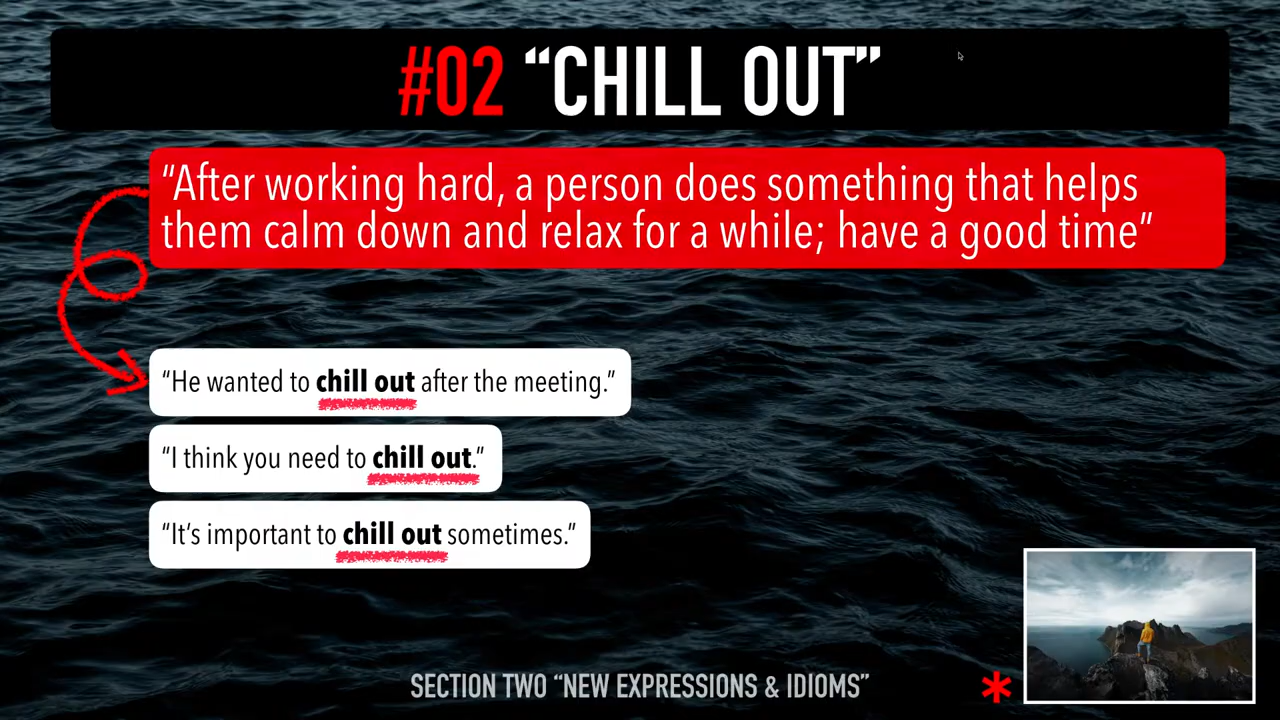 #02 “CHILL OUT”
“After working hard, a person does something that helps
them calm down and relax for a while; have a good time”
“He wanted to chill out after the meeting.”
“I think you need to chill out.”
“It’s important to chill out sometimes.”
SECTION TWO “NEW EXPRESSIONS & IDIOMS”
*